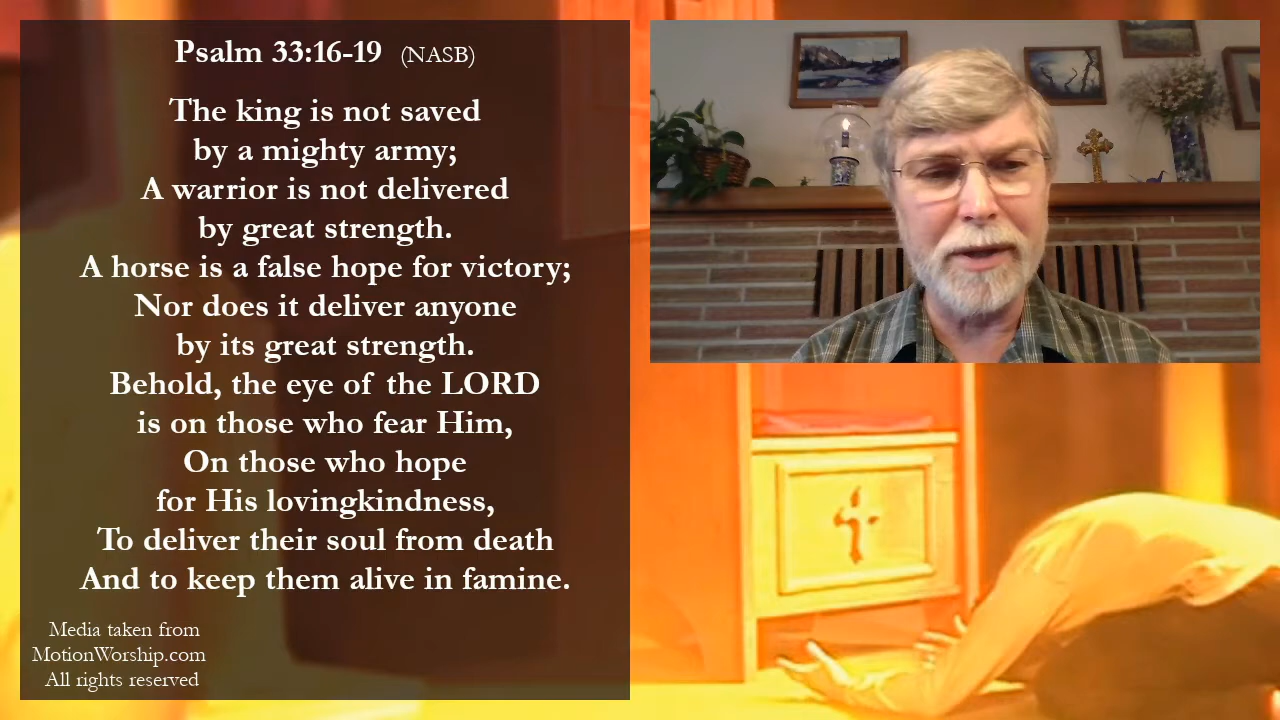 Psalm 33:16-19 (NASB)
The king is not saved
by a mighty army;
A warrior is not delivered
by great strength.
A horse is a false hope for victory;
Nor does it deliver anyone
by its great strength.
Behold, the eye of the LORD
is on those who fear Him,
On those who hope
for His lovingkindness,
To deliver their soul from death
And to keep them alive in famine.
Media taken from
MotionWorship.com
All rights reserved